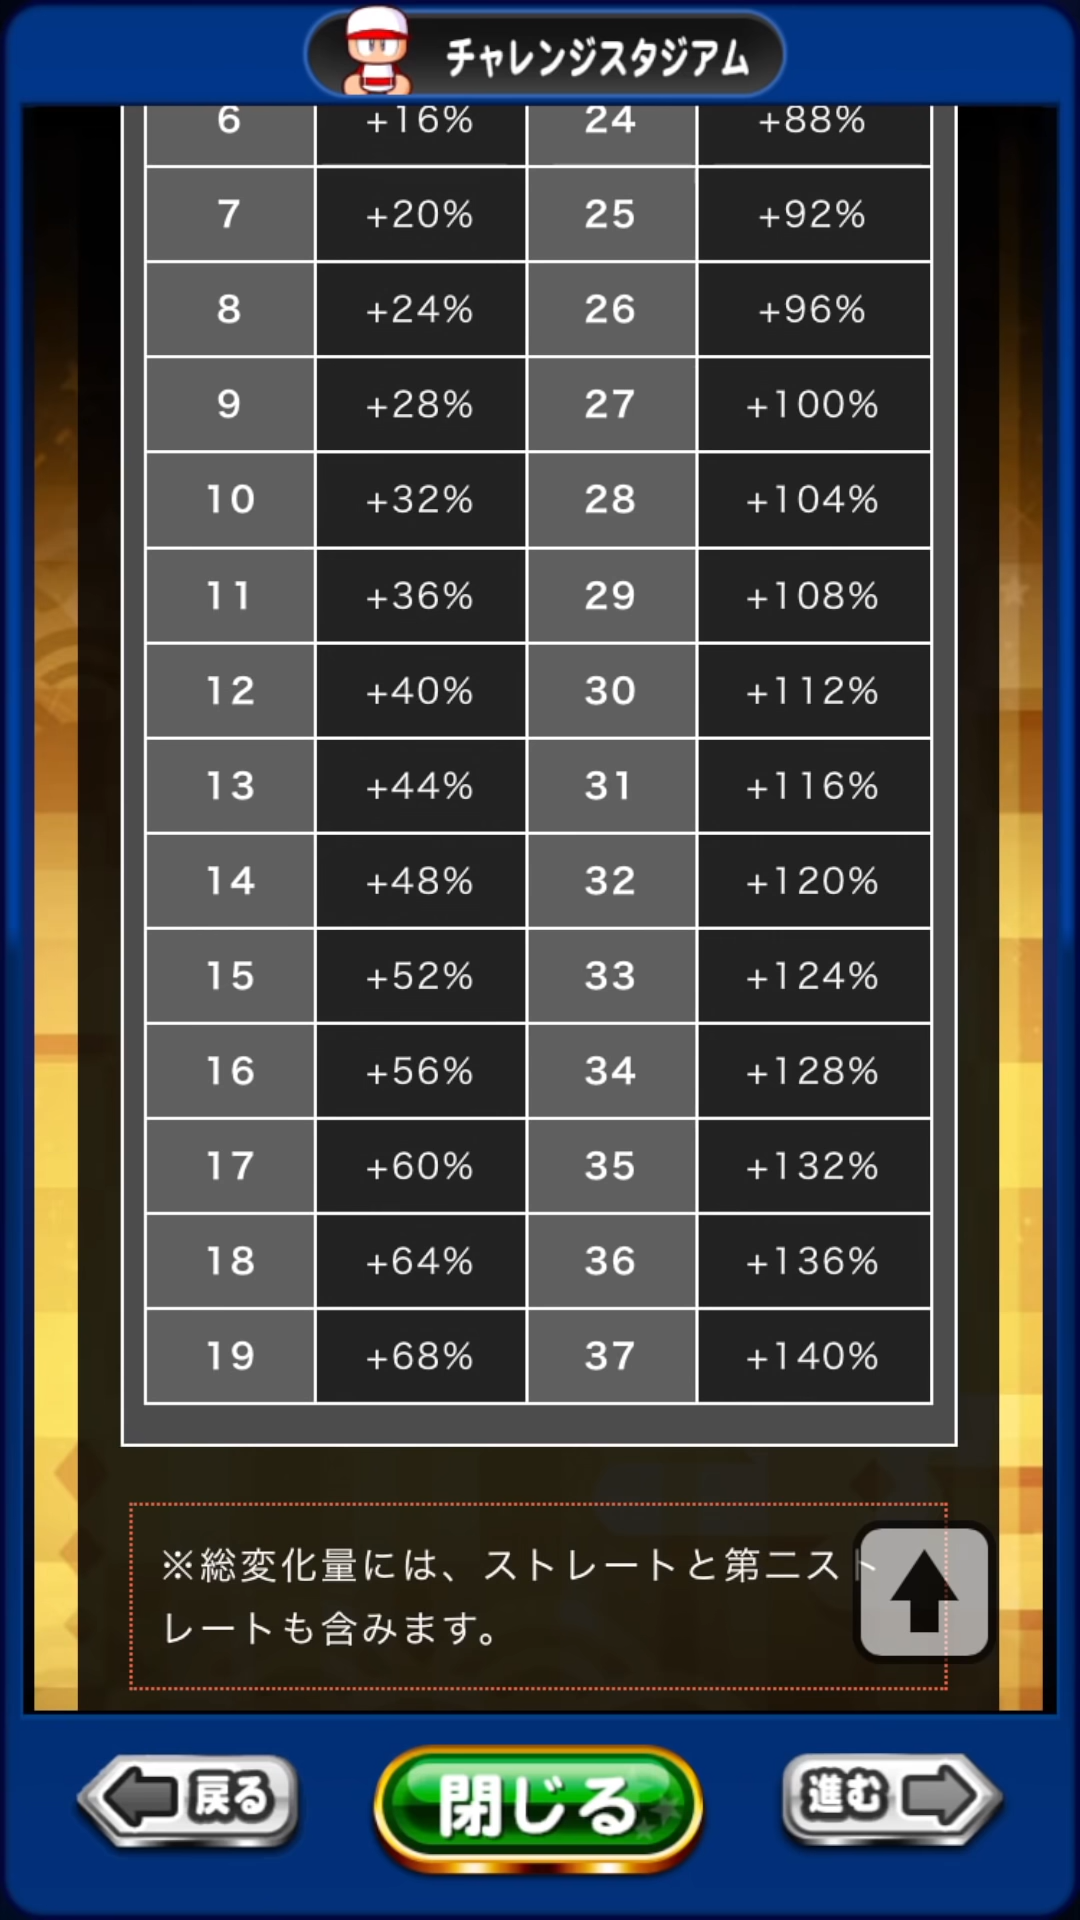 チャレンジスタジアム
6 +16% 24 +88%
7 +20% 25 +92%
8 +24% 26 +96%
9 +28% 27 +100%
10 +32% 28 +104%
11 +36% 29 +108%
12 +40% 30 +112%
13 +44% 31 +116%
14 +48% 32 +120%
15 +52% 33 +124%
16 +56% 34 +128%
17 +60% 35 +132%
18 +64% 36 +136%
19 +68% 37 +140%
※総変化量には、ストレートと第二スト
レートも含みます。
戻る 閉じる 進む